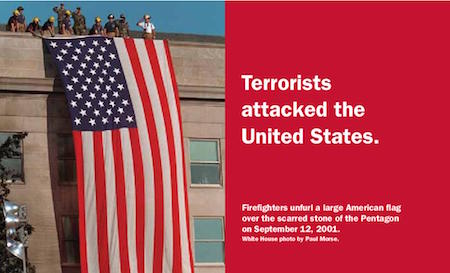 Terrorists
attacked the
United States.
Firefighters unfurl a large American flag
over the scarred stone of the Pentagon
on September 12, 2001.
White House photo by Paul Morse.